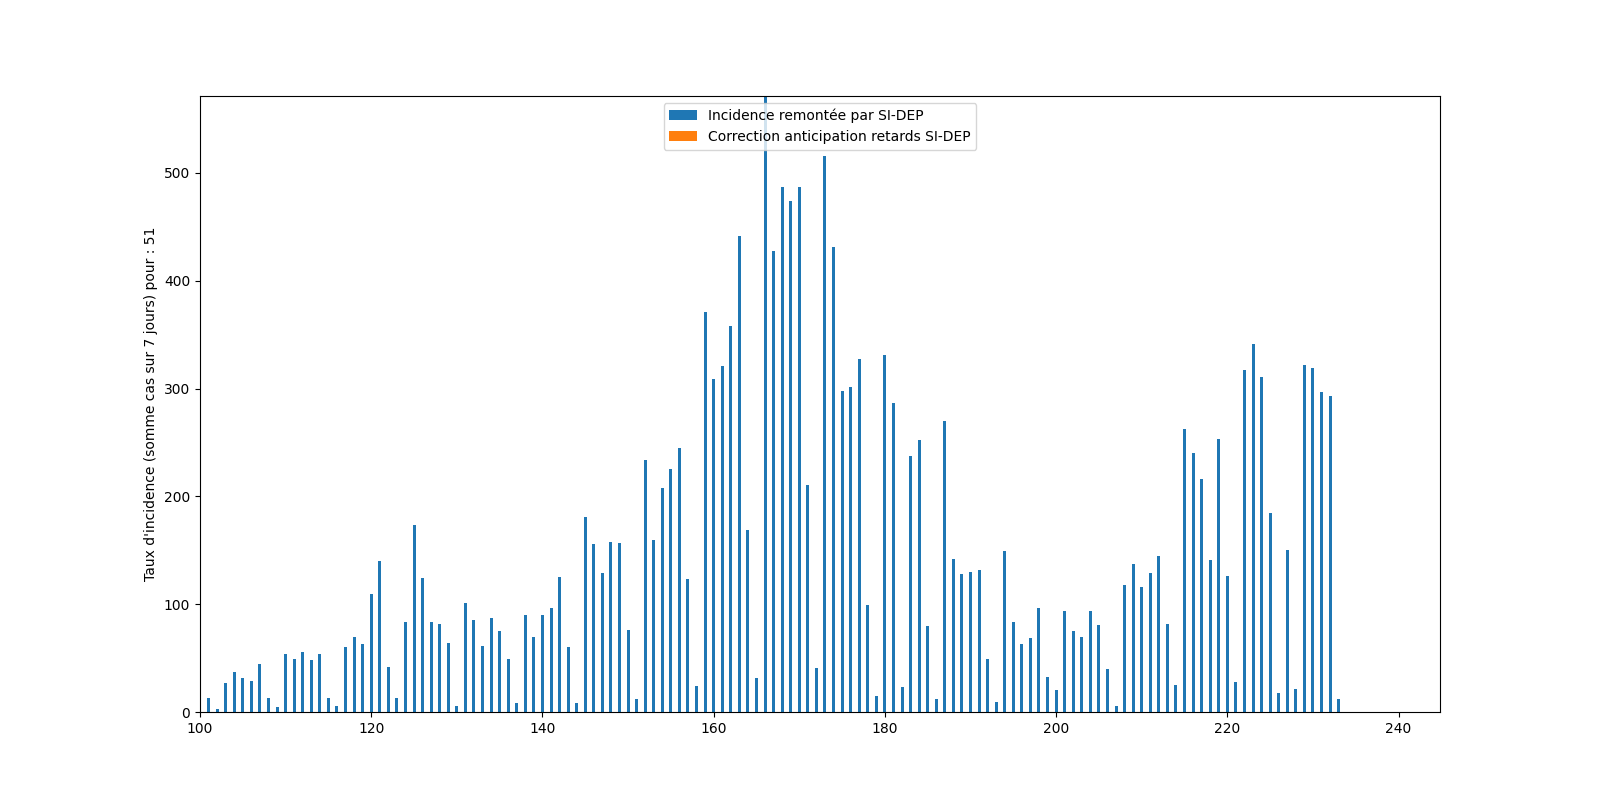 Incidence remontée par SI-DEP
Correction anticipation retards SI-DEP
Taux d'incidence (somme cas sur 7 jours) pour : 51
500
400
300
200
100
0
100 120 140 160 180 200 220 240